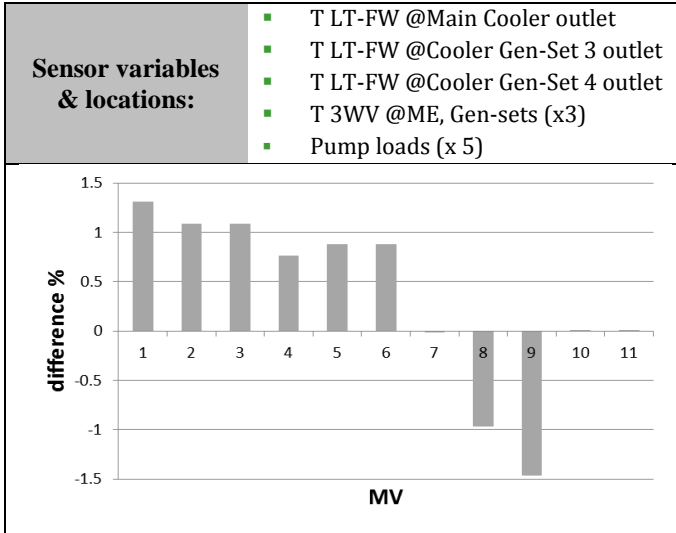 Sensor variables
& locations:
▪ T LT-FW @Main Cooler outlet
▪ T LT-FW @Cooler Gen-Set 3 outlet
▪ T LT-FW @Cooler Gen-Set 4 outlet
▪ T 3WV @ME, Gen-sets (x3)
▪ Pump loads (x 5)
1.5
1
0.5
0
-0.5
-1
-1.5
difference %
1 2 3 4 5 6 7 8 9 10 11
MV